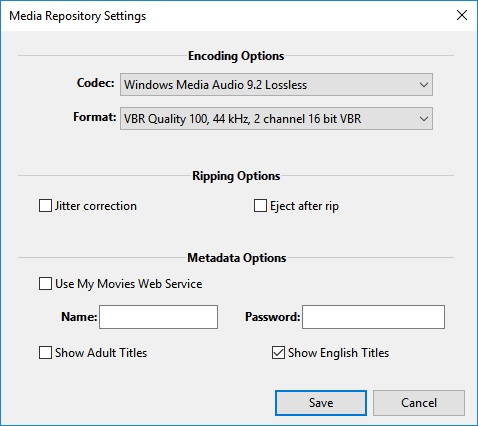 Media Repository Settings
Encoding Options
Codec: Windows Media Audio 9.2 Lossless
Format: VBR Quality 100, 44 kHz, 2 channel 16 bit VBR
Ripping Options
Jitter correction Eject after rip
Metadata Options
Use My Movies Web Service
Name: Password:
Show Adult Titles Show English Titles
Save Cancel